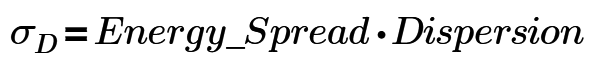 σ_D = Energy_Spread · Dispersion